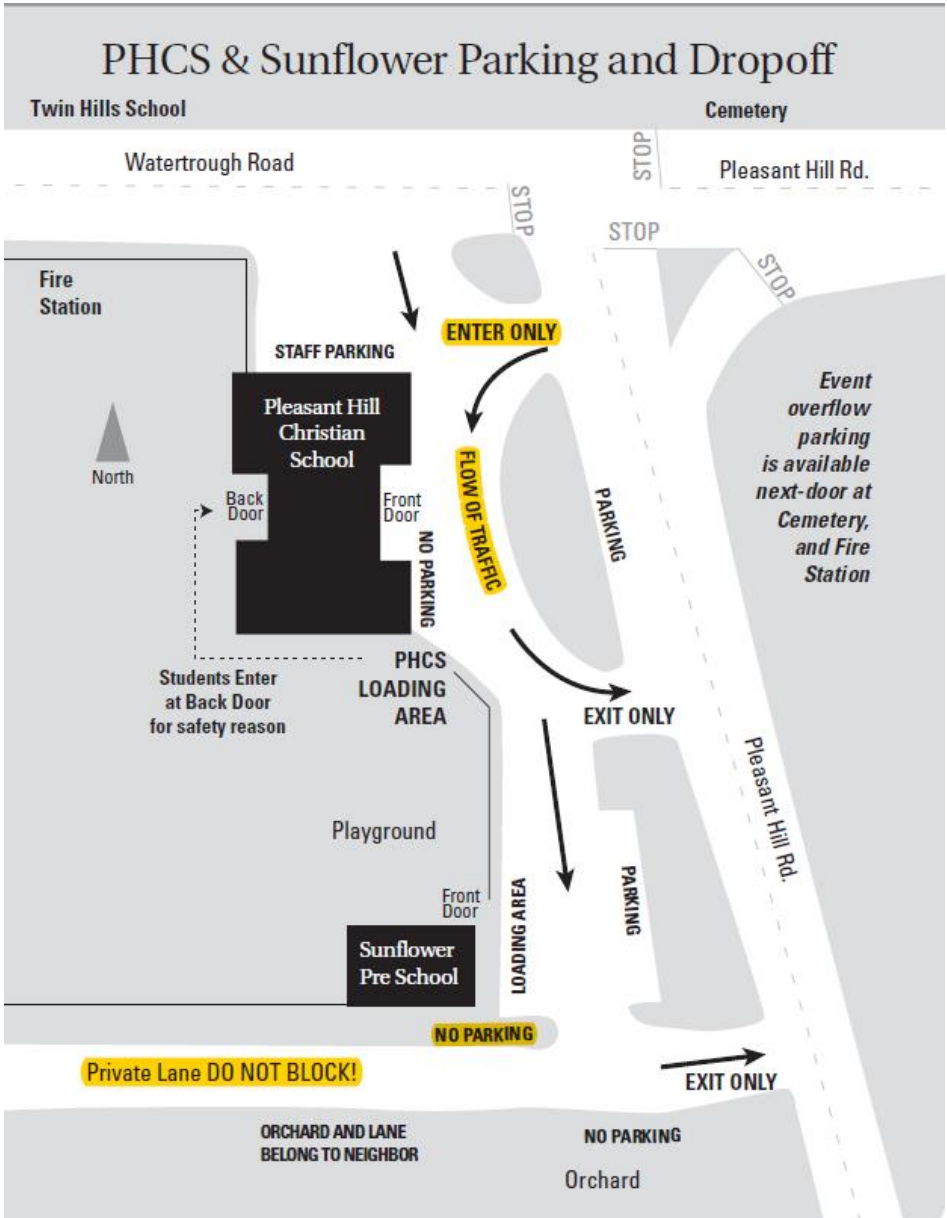 PHCS & Sunflower Parking and Dropoff
Twin Hills School
Cemetery
Watertrough Road
STOP
Pleasant Hill Rd.
STOP
STOP
STOP
Fire
Station
ENTER ONLY
STAFF PARKING
Pleasant Hill
Christian
School
North
Back
Door
Front
Door
NO PARKING
FLOW OF TRAFFIC
PARKING
Event
overflow
parking
is available
next-door at
Cemetery,
and Fire
Station
Students Enter
at Back Door
for safety reason
PHCS
LOADING
AREA
EXIT ONLY
Pleasant Hill Rd.
Playground
Front
Door
LOADING AREA
PARKING
Sunflower
Pre School
NO PARKING
Private Lane DO NOT BLOCK!
EXIT ONLY
ORCHARD AND LANE
BELONG TO NEIGHBOR
NO PARKING
Orchard